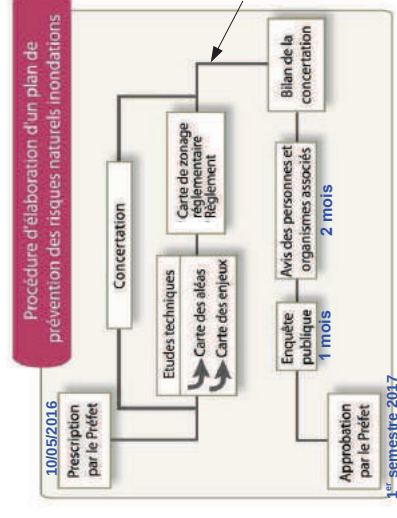 Procédure d'élaboration d'un plan de
prévention des risques naturels inondations
10/05/2016
Prescription
par le Préfet
Concertation
Etudes techniques
Carte des aléas
Carte des enjeux
Carte de zonage
réglementaire
Règlement
Bilan de la
concertation
Avis des personnes et
organismes associés
2 mois
Enquête
publique
1 mois
Approbation
par le Préfet
1er semestre 2017